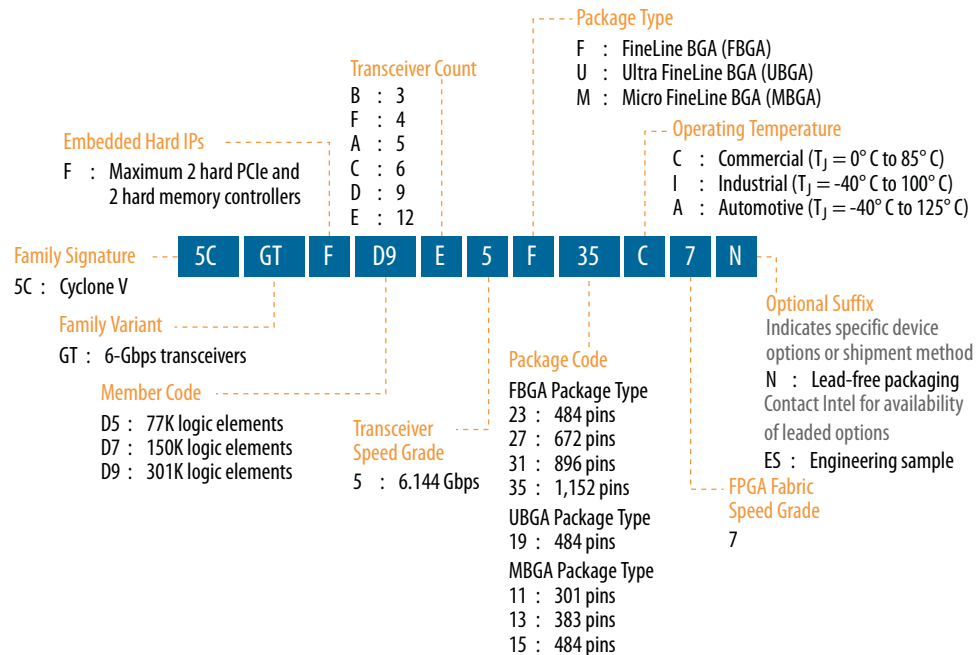 Package Type
F : FineLine BGA (FBGA)
U : Ultra FineLine BGA (UBGA)
M : Micro FineLine BGA (MBGA)
Transceiver Count
B : 3
F : 4
A : 5
C : 6
D : 9
E : 12
Operating Temperature
C : Commercial (TJ = 0° C to 85° C)
I : Industrial (TJ = -40° C to 100° C)
A : Automotive (TJ = -40° C to 125° C)
Embedded Hard IPs
F : Maximum 2 hard PCIe and
2 hard memory controllers
Family Signature
5C : Cyclone V
5C GT F D9 E 5 F 35 C 7 N
Family Variant
GT : 6-Gbps transceivers
Member Code
D5 : 77K logic elements
D7 : 150K logic elements
D9 : 301K logic elements
Transceiver
Speed Grade
5 : 6.144 Gbps
Package Code
FBGA Package Type
23 : 484 pins
27 : 672 pins
31 : 896 pins
35 : 1,152 pins
UBGA Package Type
19 : 484 pins
MBGA Package Type
11 : 301 pins
13 : 383 pins
15 : 484 pins
FPGA Fabric
Speed Grade
7
Optional Suffix
Indicates specific device
options or shipment method
N : Lead-free packaging
Contact Intel for availability
of leaded options
ES : Engineering sample